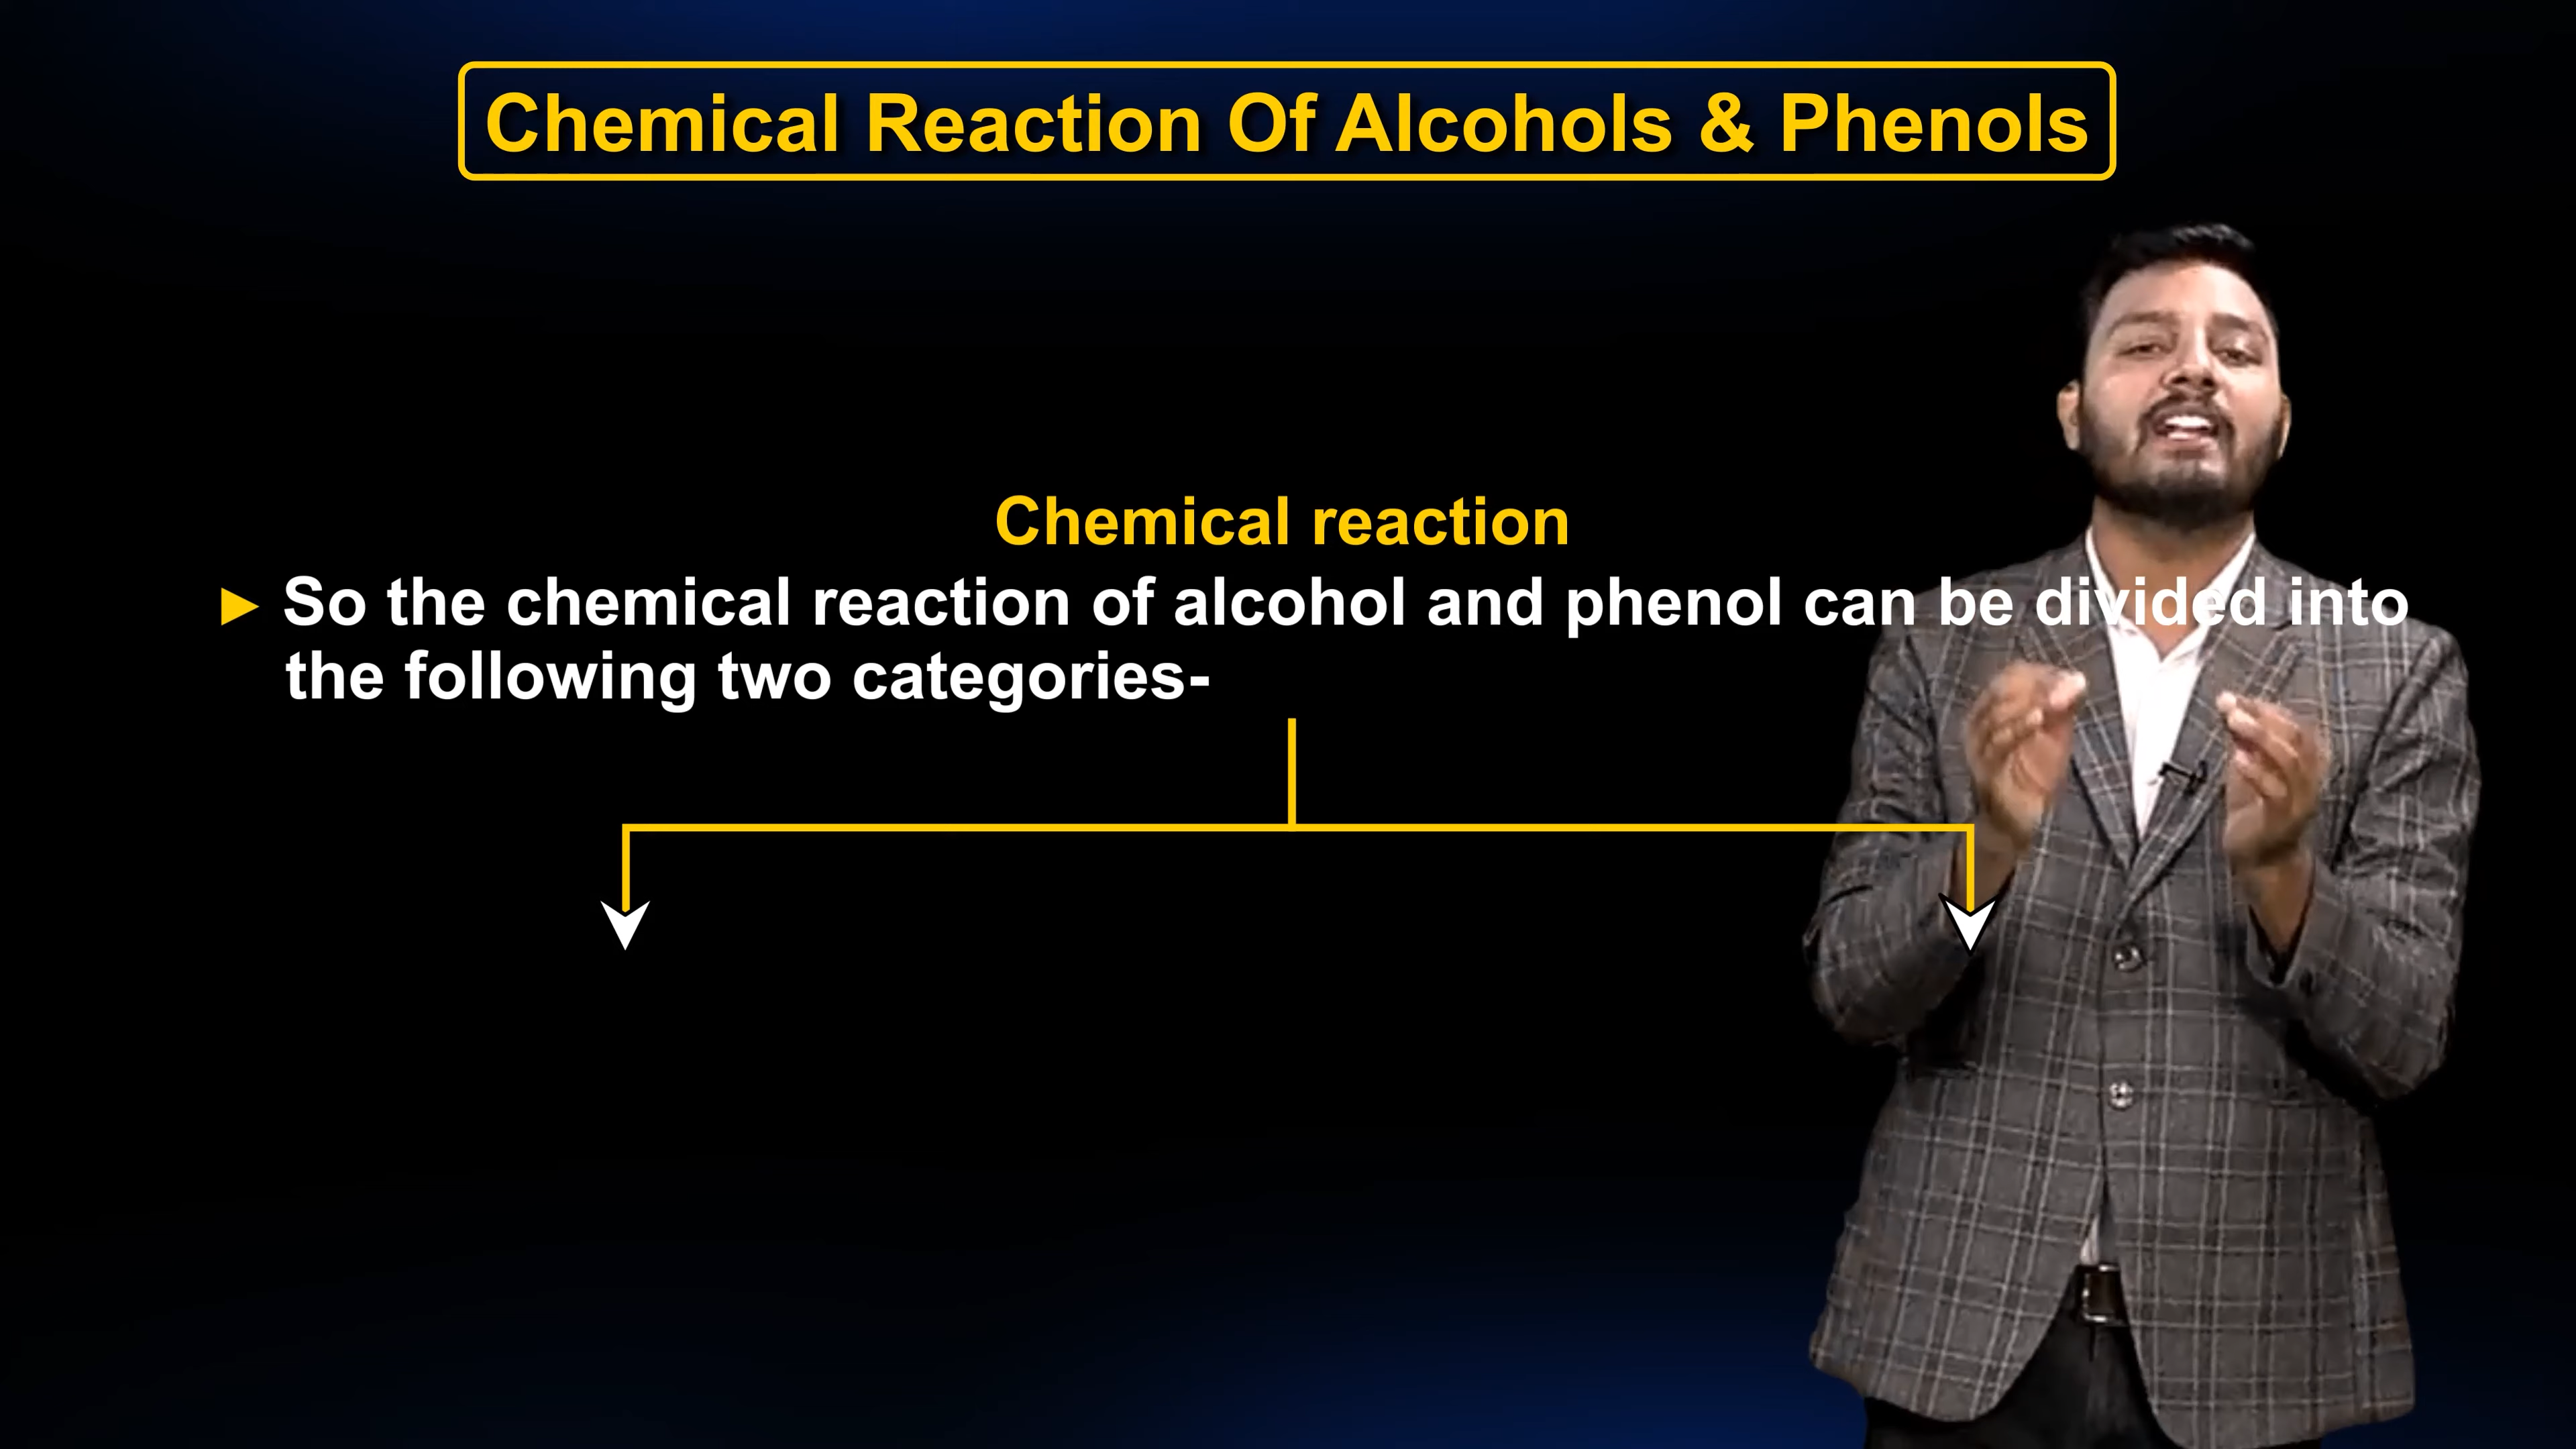 Chemical Reaction Of Alcohols & Phenols
Chemical reaction
► So the chemical reaction of alcohol and phenol can be divided into
the following two categories-